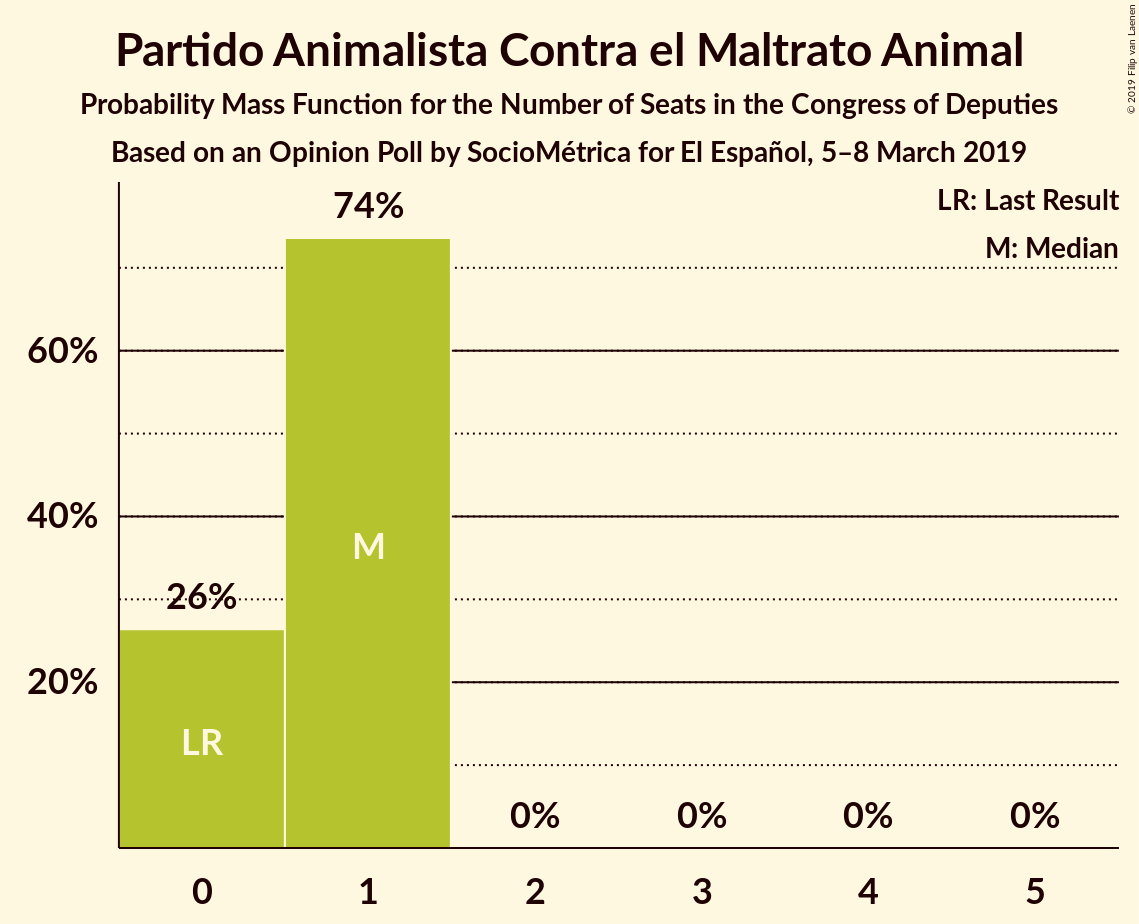 Partido Animalista Contra el Maltrato Animal
Probability Mass Function for the Number of Seats in the Congress of Deputies
Based on an Opinion Poll by SocioMétrica for El Español, 5–8 March 2019
© 2019 Filip van Laenen
LR: Last Result
M: Median
74%
60%
40%
M
26%
20%
LR
0% 0% 0% 0%
0 1 2 3 4 5